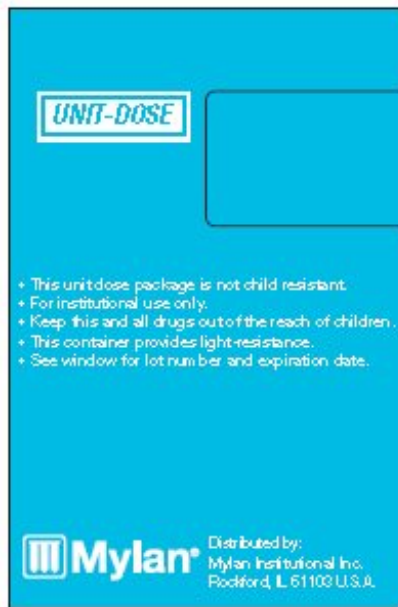 UNIT-DOSE
+ This unit dose package is not child resistant.
+ For institutional use only.
+ Keep this and all drugs out of the reach of children.
+ This container provides light-resistance.
+ See window for lot number and expiration date.
Mylan®
Distributed by:
Mylan Institutional Inc.
Rockford, IL 61103 U.S.A.